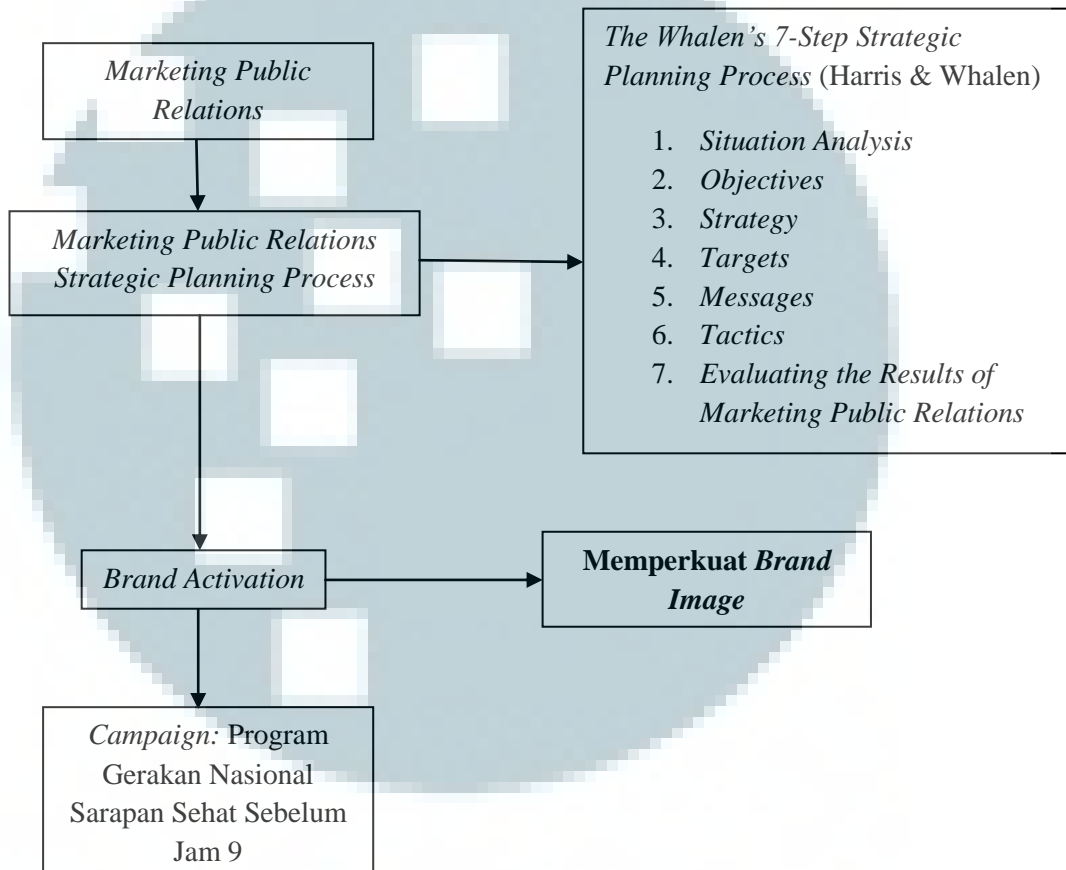 Marketing Public
Relations
Marketing Public Relations
Strategic Planning Process
The Whalen's 7-Step Strategic
Planning Process (Harris & Whalen)
1. Situation Analysis
2. Objectives
3. Strategy
4. Targets
5. Messages
6. Tactics
7. Evaluating the Results of
Marketing Public Relations
Brand Activation
Memperkuat Brand
Image
Campaign: Program
Gerakan Nasional
Sarapan Sehat Sebelum
Jam 9